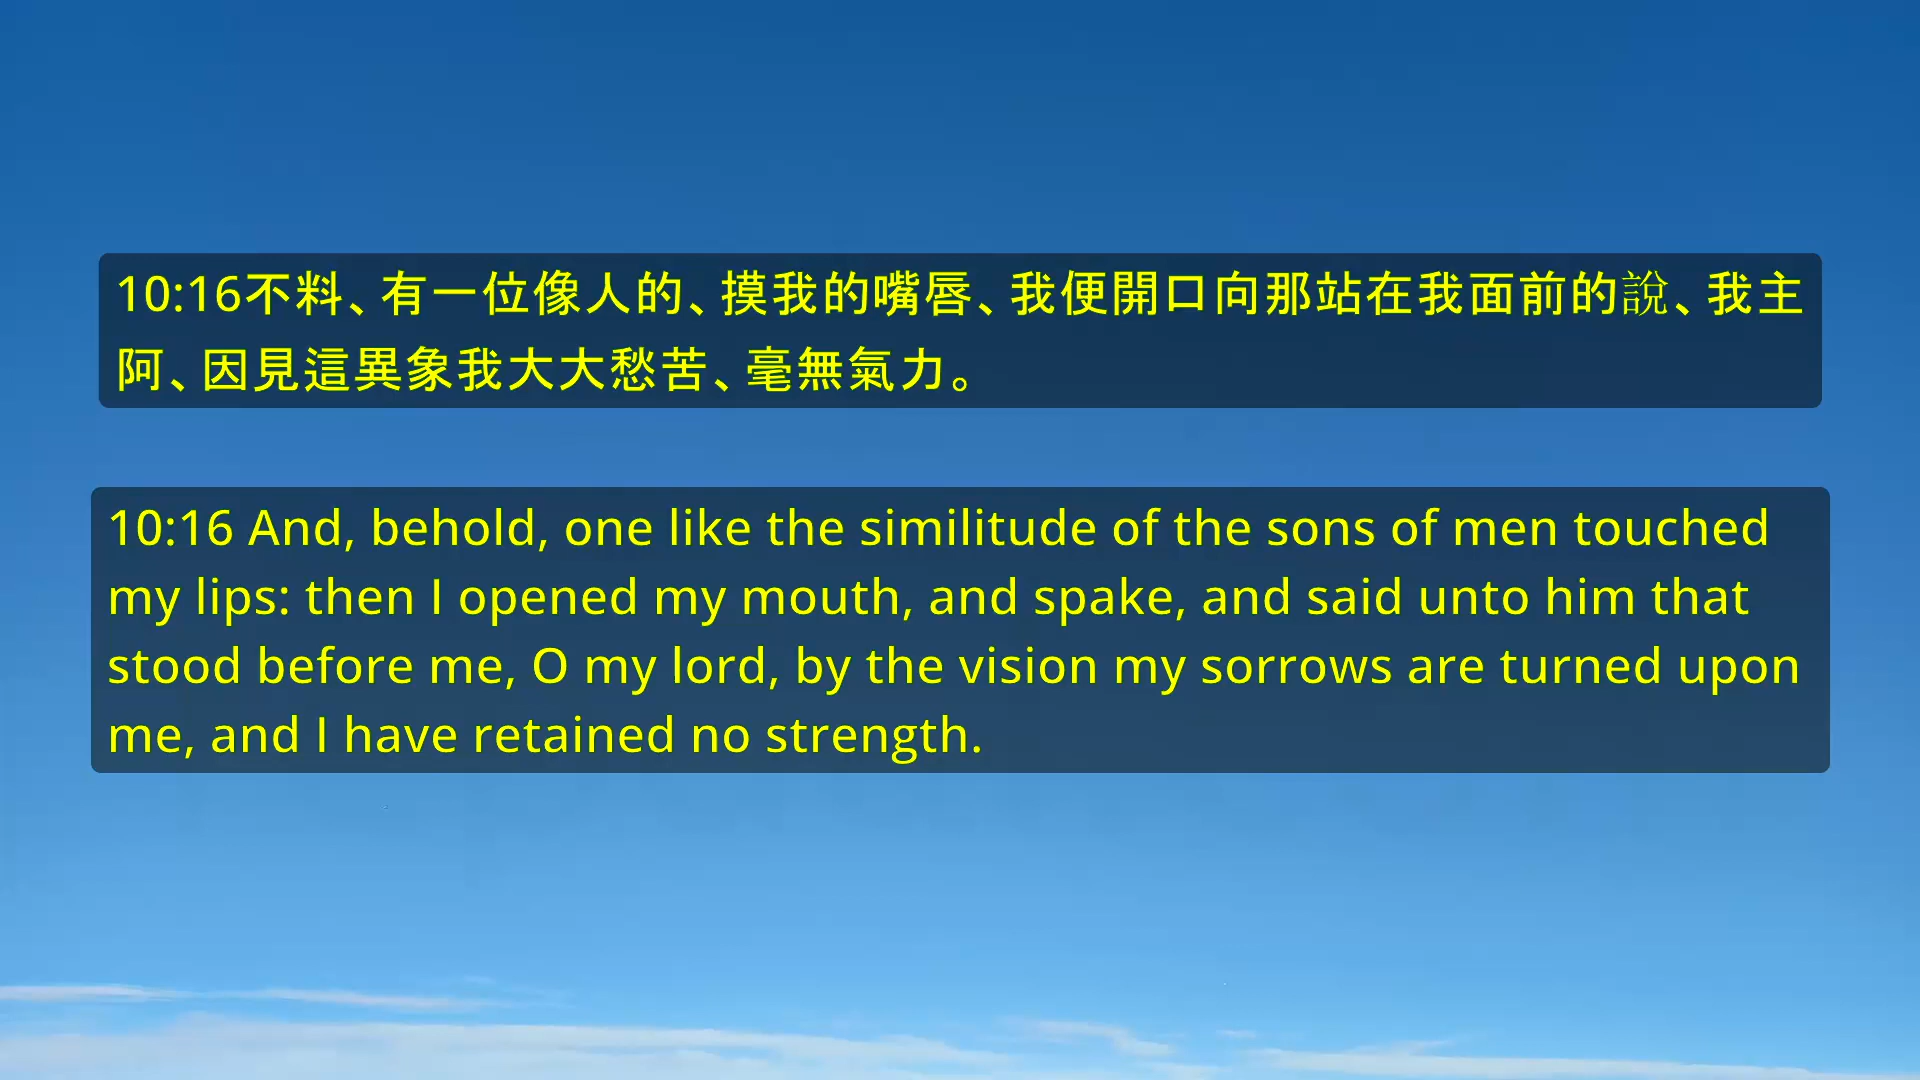 10:16不料、有一位像人的、摸我的嘴唇、我便開口向那站在我面前的說、我主
阿、因見這異象我大大愁苦、毫無氣力。
10:16 And, behold, one like the similitude of the sons of men touched
my lips: then I opened my mouth, and spake, and said unto him that
stood before me, O my lord, by the vision my sorrows are turned upon
me, and I have retained no strength.